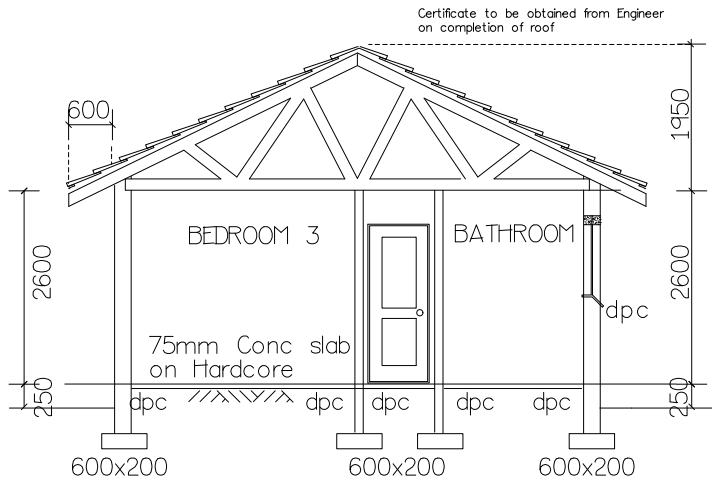 Certificate to be obtained from Engineer
on completion of roof
600
1950
BEDROOM 3
BATHROOM
2600
2600
dpc
75mm Conc slab
on Hardcore
250
dpc
dpc
dpc
dpc
dpc
250
600x200
600x200
600x200